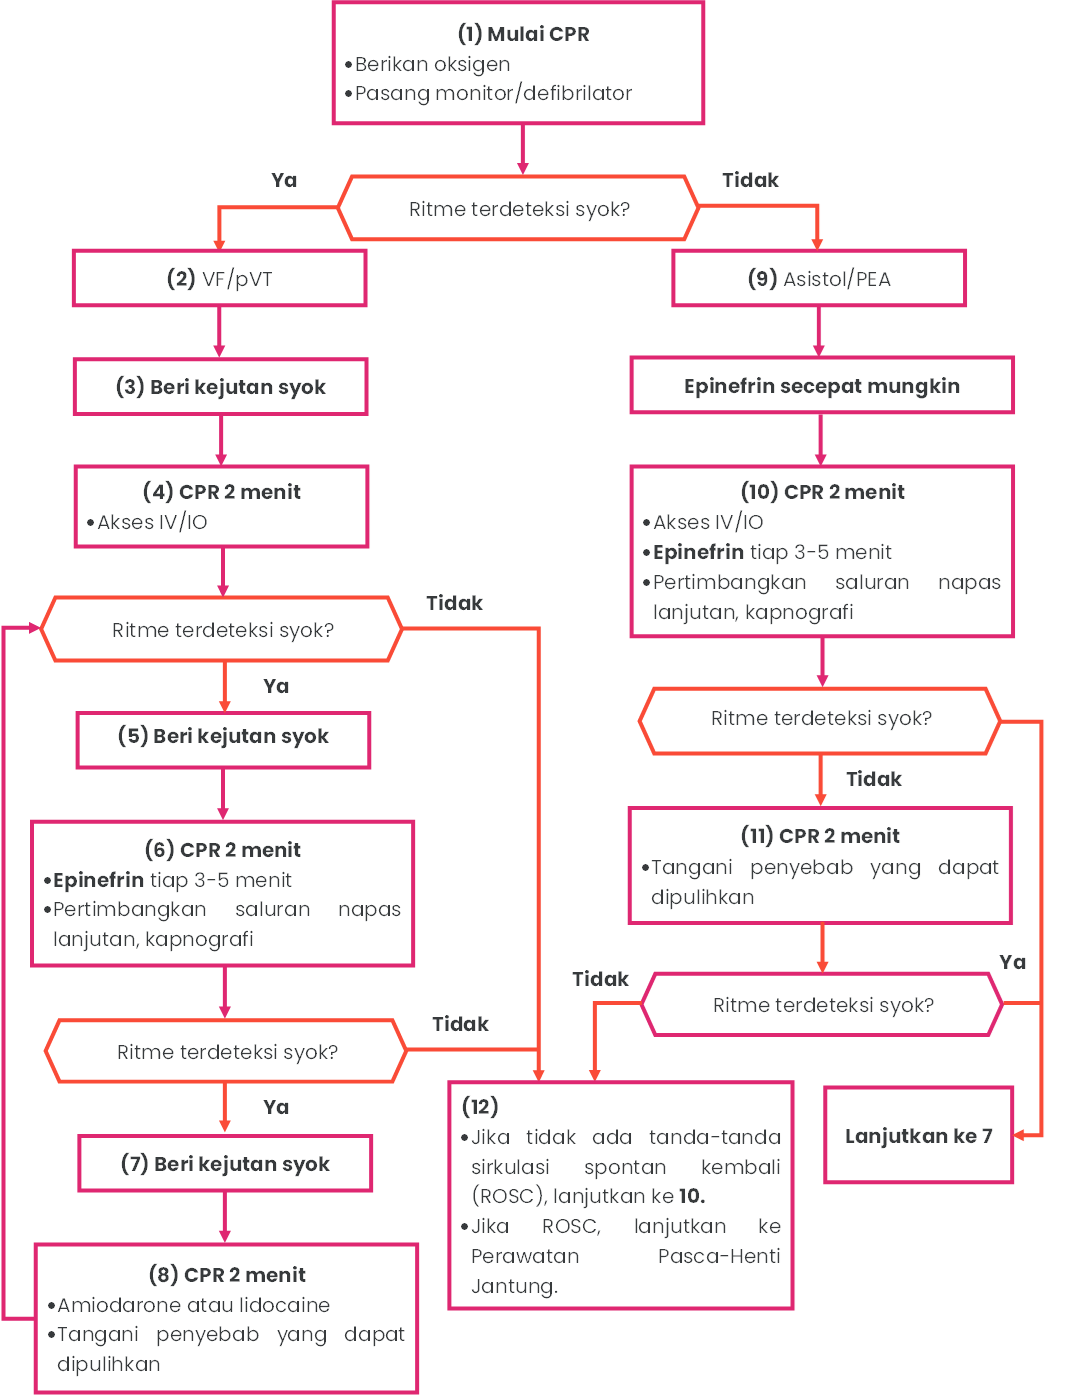 (1) Mulai CPR
•Berikan oksigen
•Pasang monitor/defibrilator
Ya
Tidak
Ritme terdeteksi syok?
(2) VF/pVT
(3) Beri kejutan syok
(4) CPR 2 menit
•Akses IV/IO
Ritme terdeteksi syok?
Tidak
Ya
(5) Beri kejutan syok
(6) CPR 2 menit
•Epinefrin tiap 3-5 menit
•Pertimbangkan saluran napas
lanjutan, kapnografi
Ritme terdeteksi syok?
Tidak
Ya
(7) Beri kejutan syok
(8) CPR 2 menit
•Amiodarone atau lidocaine
•Tangani penyebab yang dapat
dipulihkan
(9) Asistol/PEA
Epinefrin secepat mungkin
(10) CPR 2 menit
•Akses IV/IO
•Epinefrin tiap 3-5 menit
•Pertimbangkan saluran napas
lanjutan, kapnografi
Ritme terdeteksi syok?
Tidak
(11) CPR 2 menit
•Tangani penyebab yang dapat
dipulihkan
Ya
Tidak
Ritme terdeteksi syok?
(12)
•Jika tidak ada tanda-tanda
sirkulasi spontan kembali
(ROSC), lanjutkan ke 10.
•Jika ROSC, lanjutkan ke
Perawatan Pasca-Henti
Jantung.
Lanjutkan ke 7